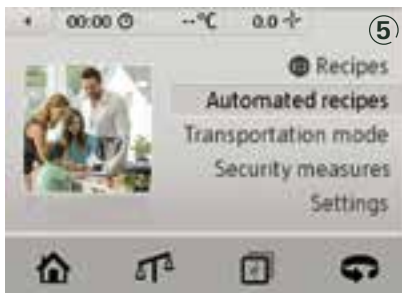 00:00 --°C 0.0 ⑤
Recipes
Automated recipes
Transportation mode
Security measures
Settings